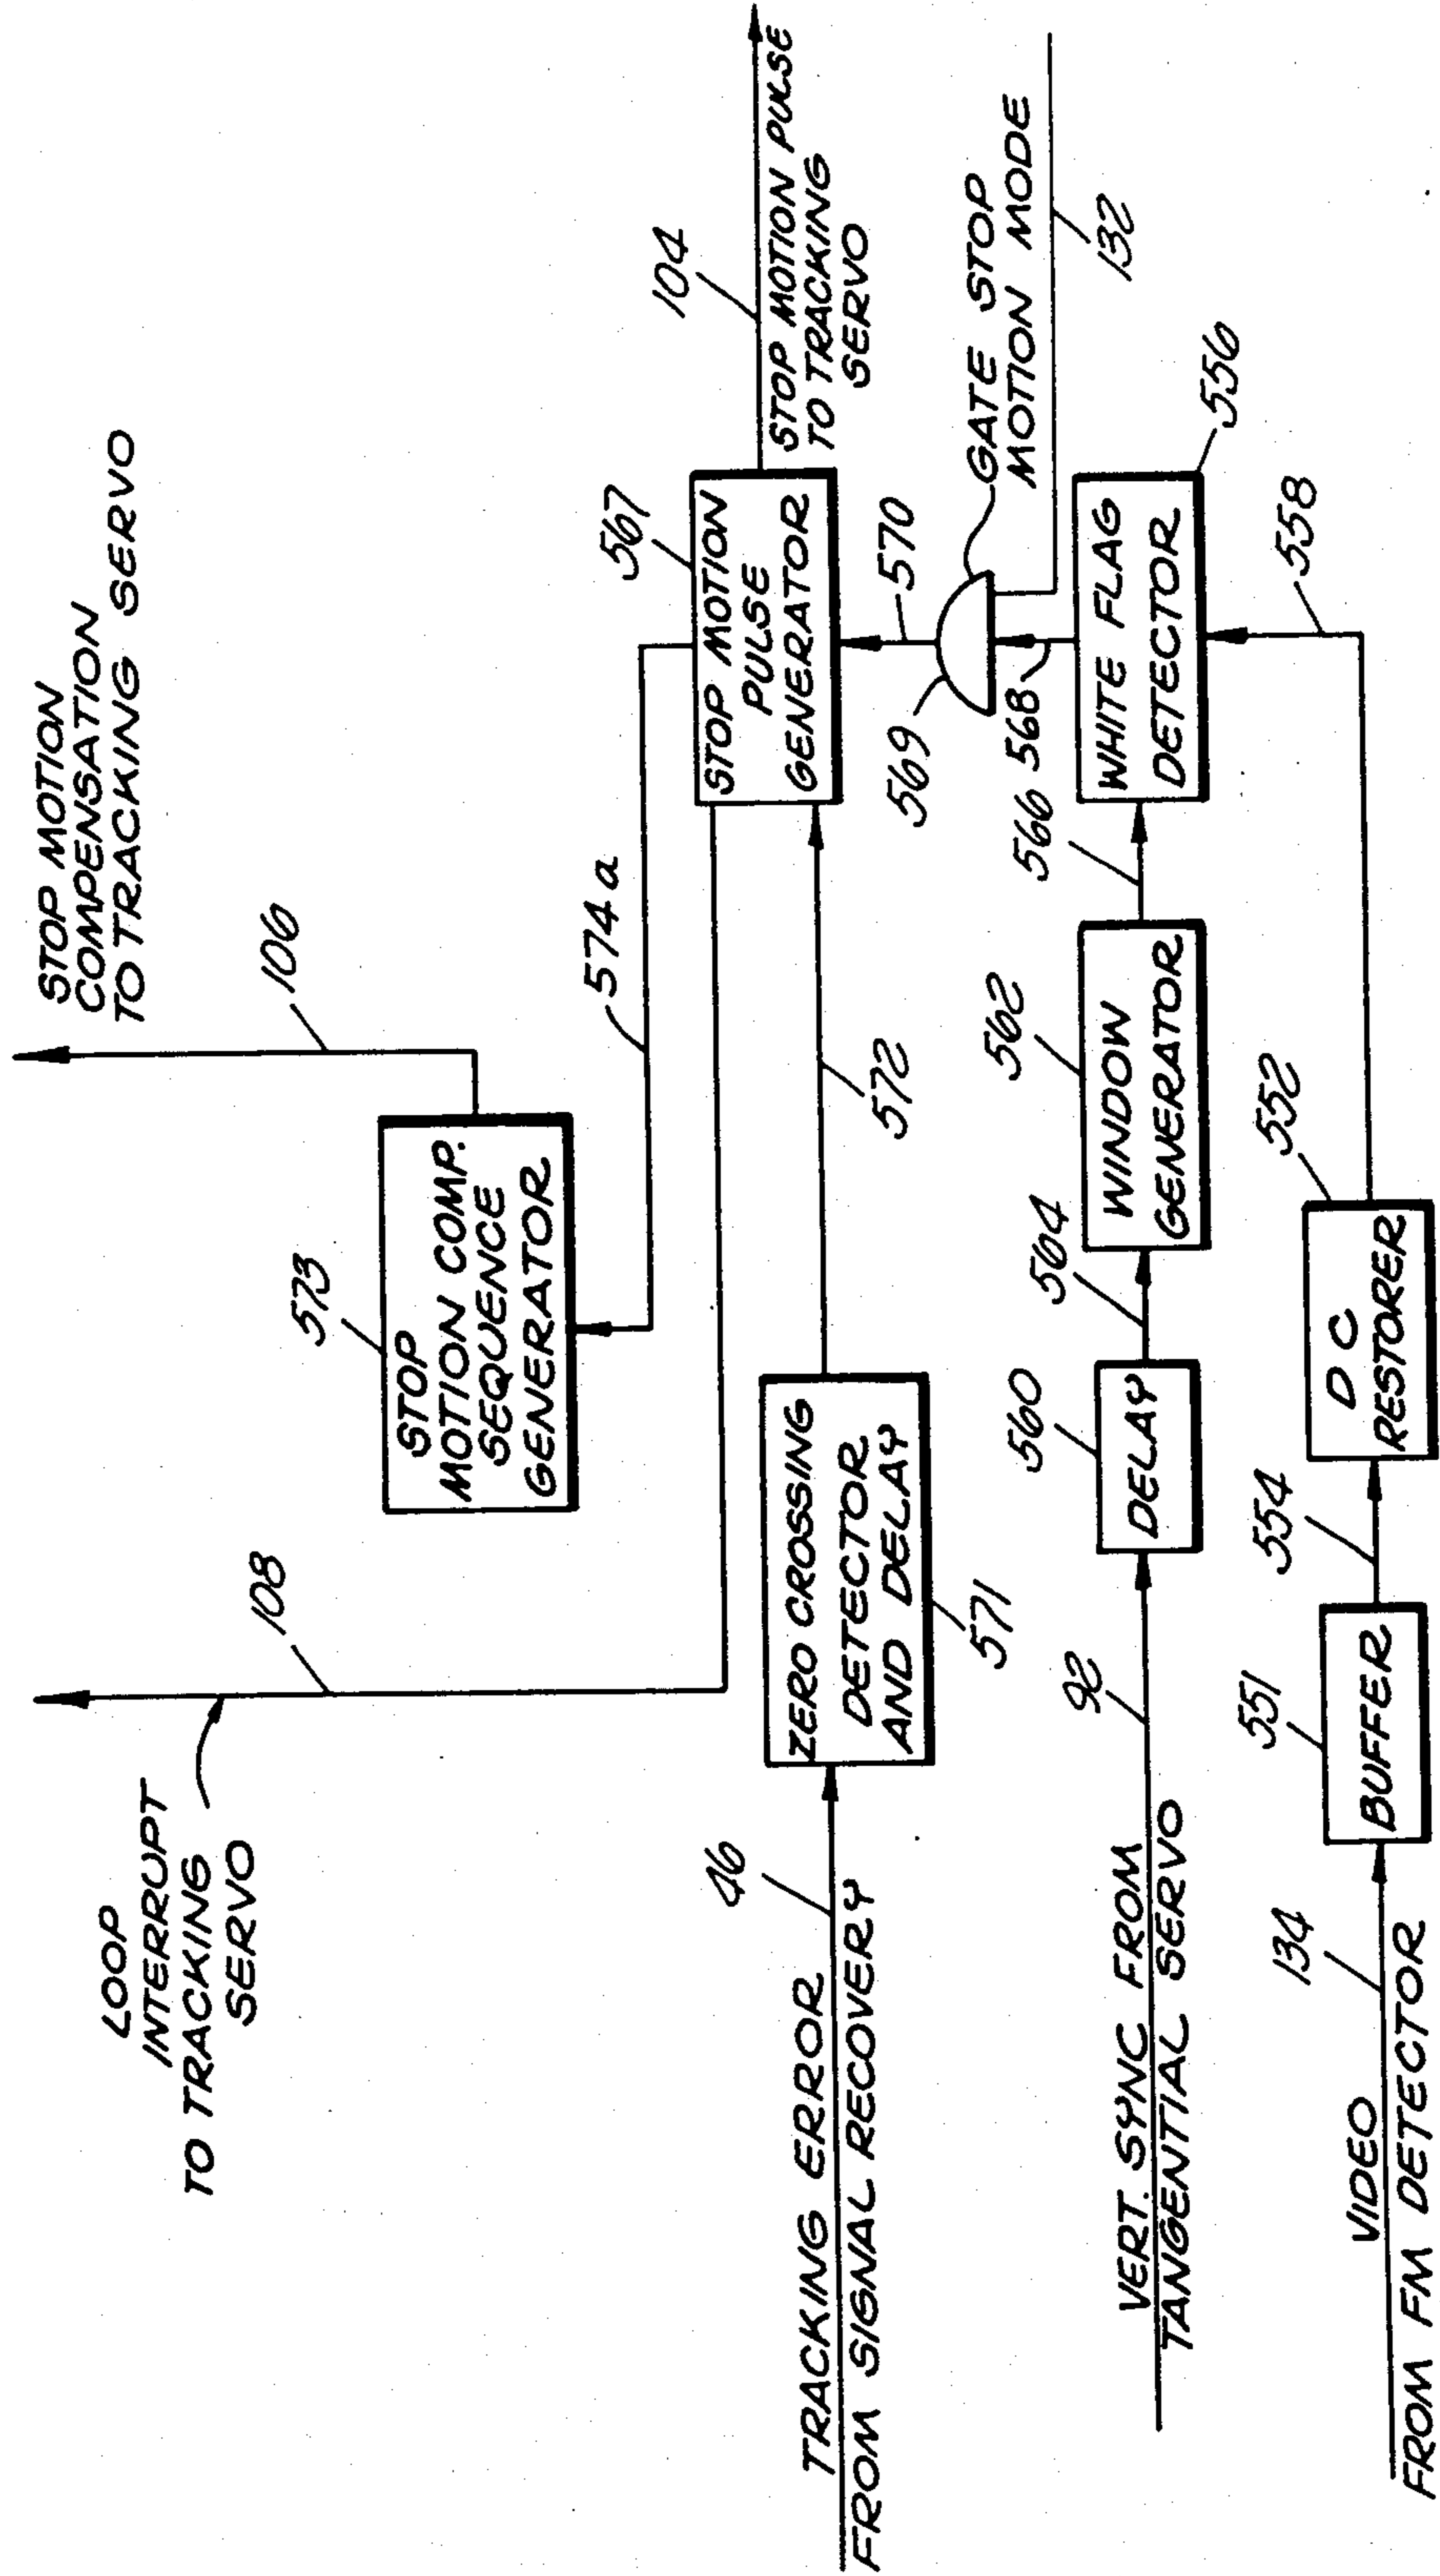 STOP MOTION
COMPENSATION
TO TRACKING SERVO
106
LOOP
INTERRUPT
TO TRACKING
SERVO
108
573
STOP
MOTION COMP.
SEQUENCE
GENERATOR
574a
567
STOP MOTION
PULSE
GENERATOR
104
STOP MOTION PULSE
TO TRACKING
SERVO
TRACKING ERROR
FROM SIGNAL RECOVERY
46
ZERO CROSSING
DETECTOR
AND DELAY
571
572
569
570
GATE STOP
MOTION MODE
132
568
VERT. SYNC FROM
TANGENTIAL SERVO
92
560
DELAY
564
562
WINDOW
GENERATOR
566
WHITE FLAG
DETECTOR
556
558
VIDEO
FROM FM DETECTOR
134
551
BUFFER
554
552
DC
RESTORER